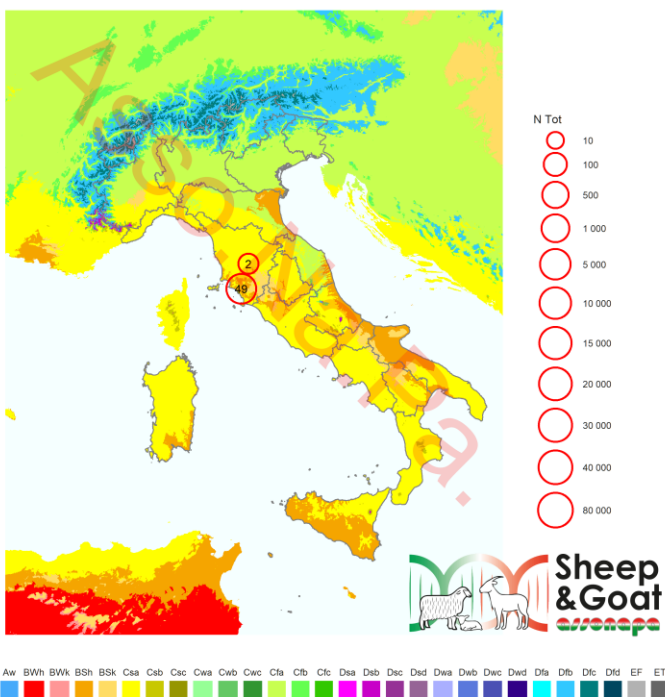 Assonapa.
N Tot
10
100
500
1 000
5 000
10 000
15 000
20 000
30 000
40 000
80 000
2
49
Sheep
&Goat
assonapa
Aw BWh BWk BSh BSk Csa Csb Csc Cwa Cwb Cwc Cfa Cfb Cfc Dsa Dsb Dsc Dsd Dwa Dwb Dwc Dwd Dfa Dfb Dfc Dfd EF ET